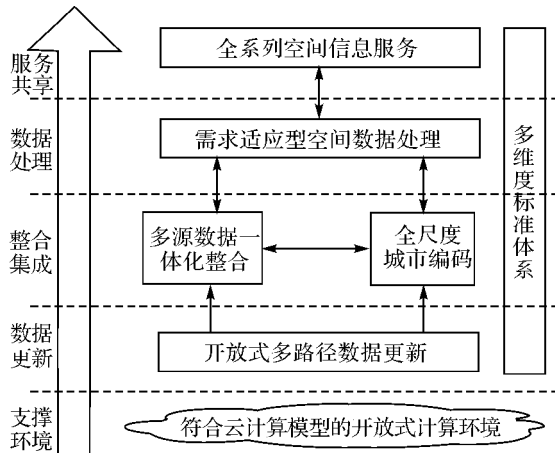 服务
共享
全系列空间信息服务
数据
处理
需求适应型空间数据处理
整合
集成
多源数据一
体化整合
全尺度
城市编码
数据
更新
开放式多路径数据更新
支撑
环境
符合云计算模型的开放式计算环境
多维度标准体系